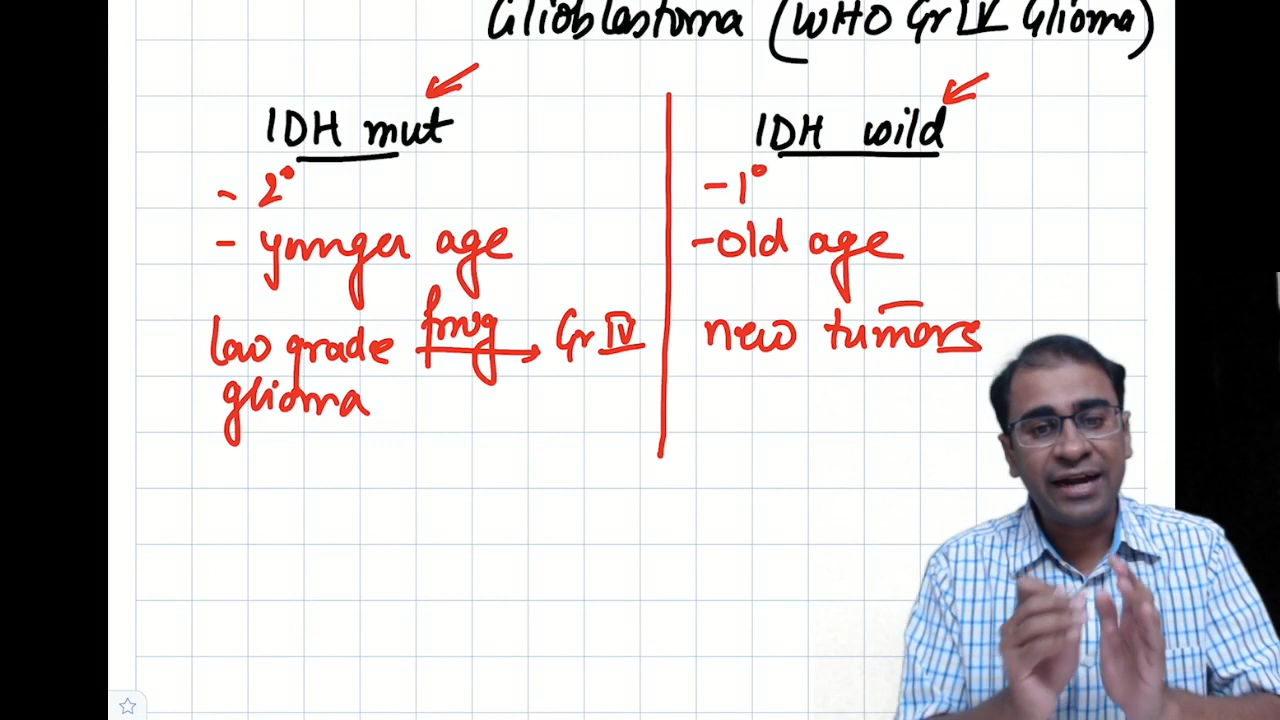 Glioblastoma (WHO Gr IV Glioma)
IDH mut
- 2°
- younger age
low grade prog → Gr IV
glioma
IDH wild
- 1°
- old age
new tumors